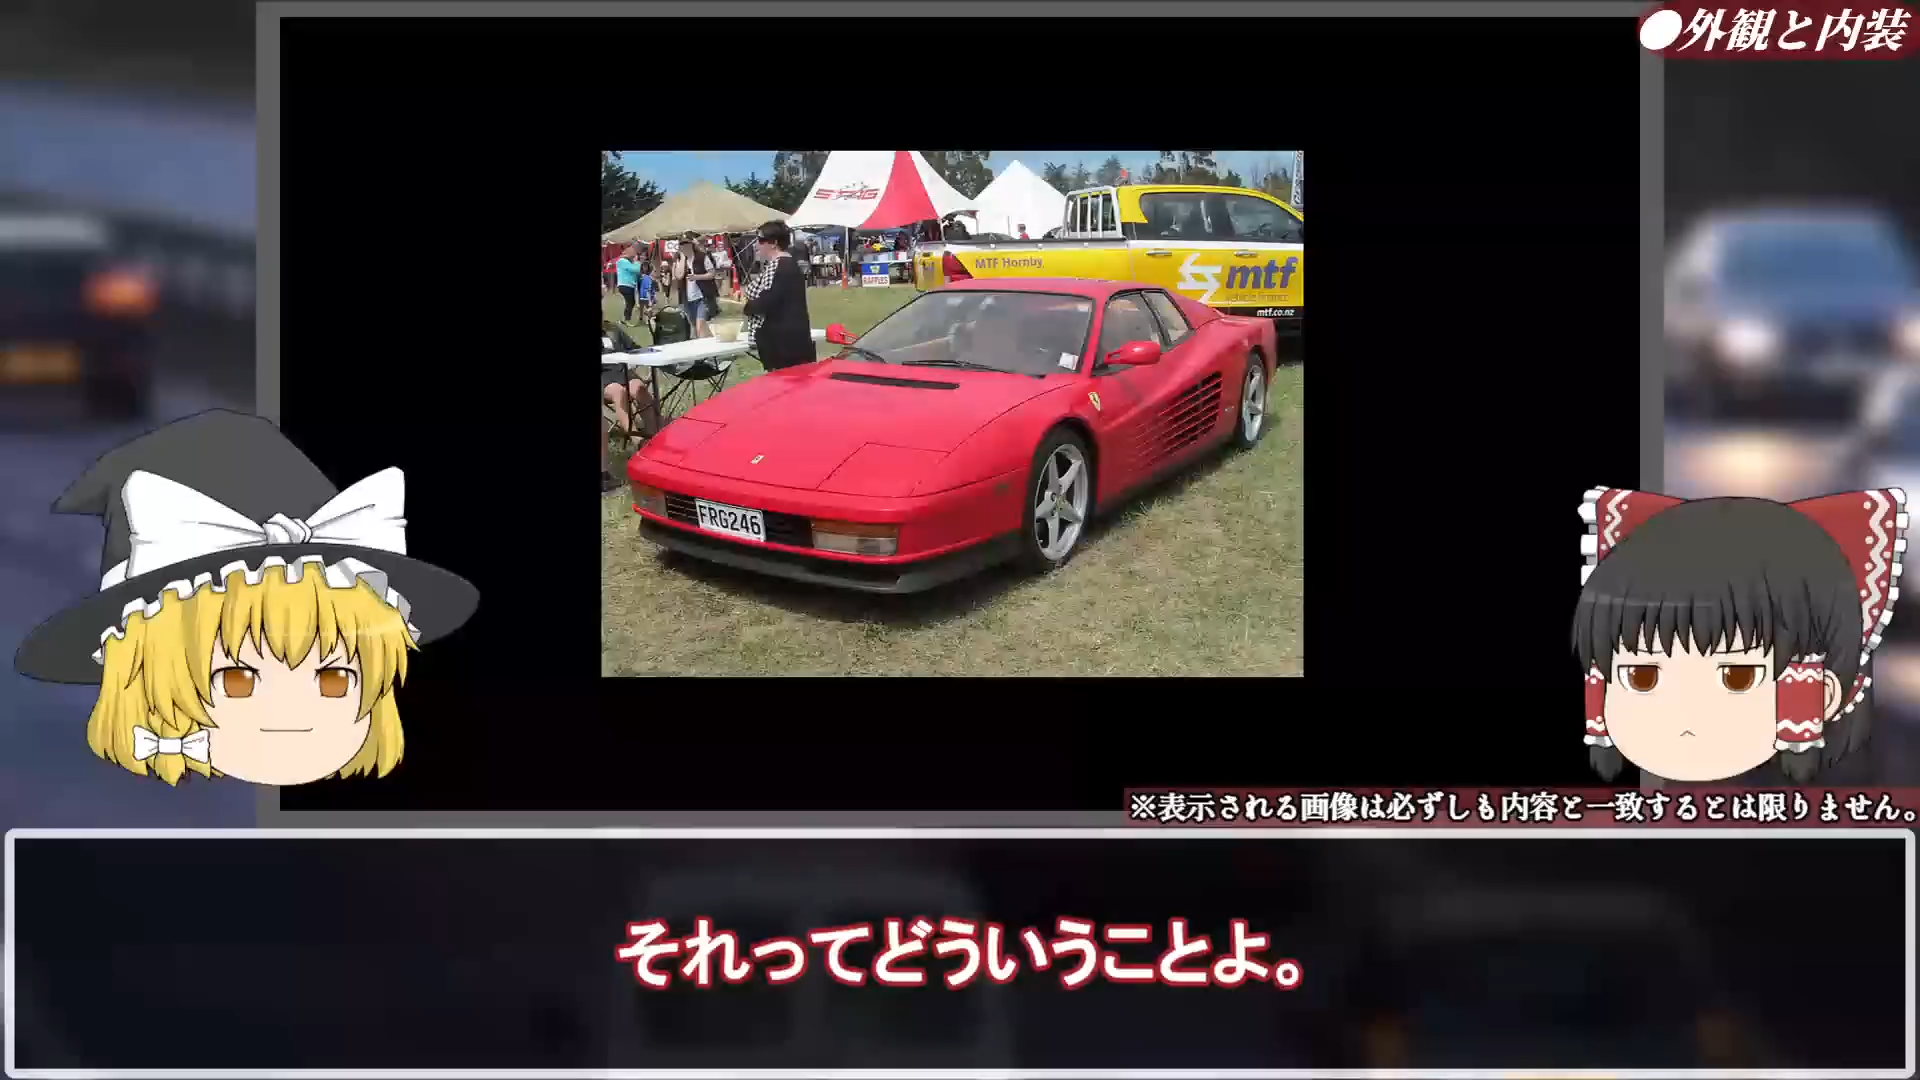 ●外観と内装
S-FAG
RAFFLES
MTF Hornby
mtf
mtf.co.nz
FRG246
※表示される画像は必ずしも内容と一致するとは限りません。
それってどういうことよ。